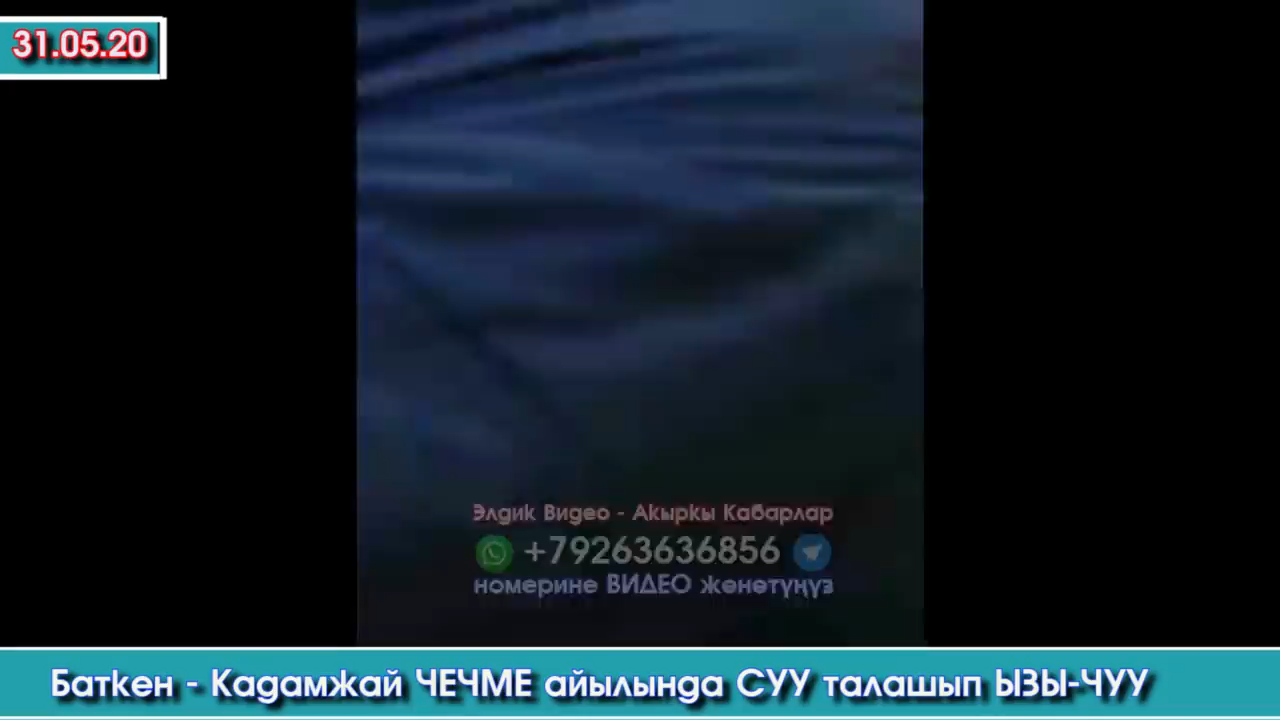 31.05.20
Элдик Видео - Акыркы Кабарлар
+79263636856
номерине ВИДЕО жөнөтүңүз
Баткен - Кадамжай ЧЕЧМЕ айылында СУУ талашып ЫЗЫ-ЧУУ